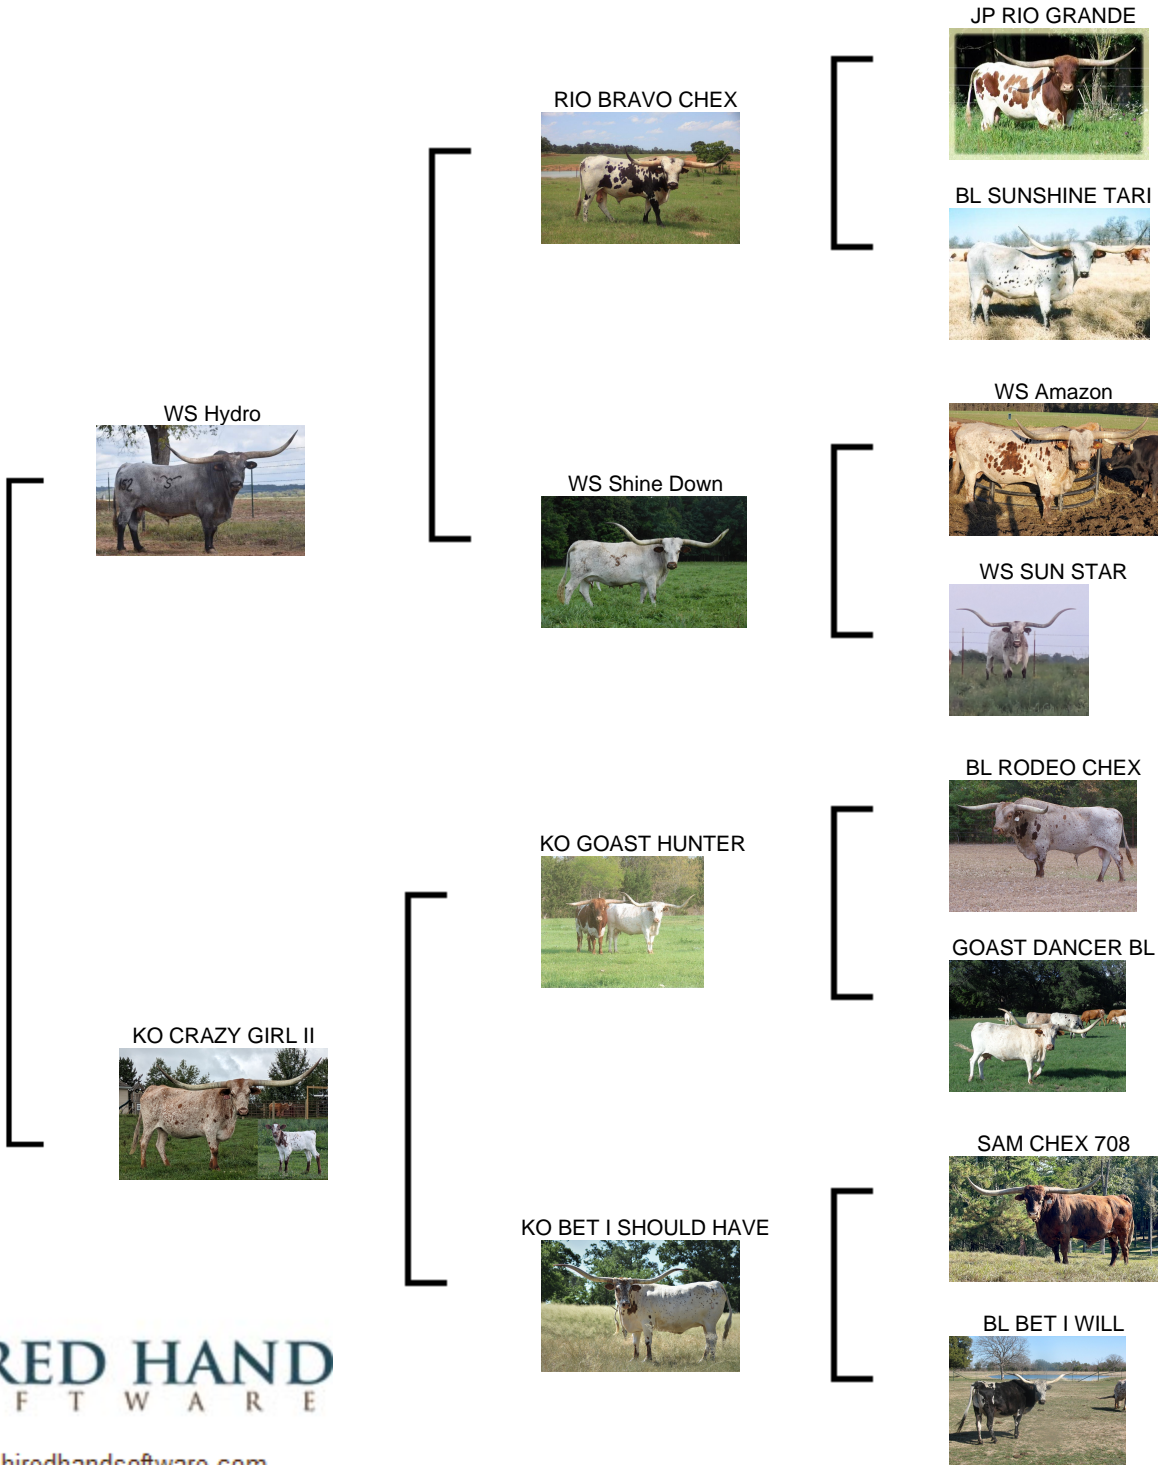 JP RIO GRANDE
RIO BRAVO CHEX
BL SUNSHINE TARI
WS Amazon
WS Hydro
WS Shine Down
WS SUN STAR
BL RODEO CHEX
KO GOAST HUNTER
GOAST DANCER BL
KO CRAZY GIRL II
SAM CHEX 708
KO BET I SHOULD HAVE
BL BET I WILL
RED HAND
F T W A R E
hiredhandsoftware.com